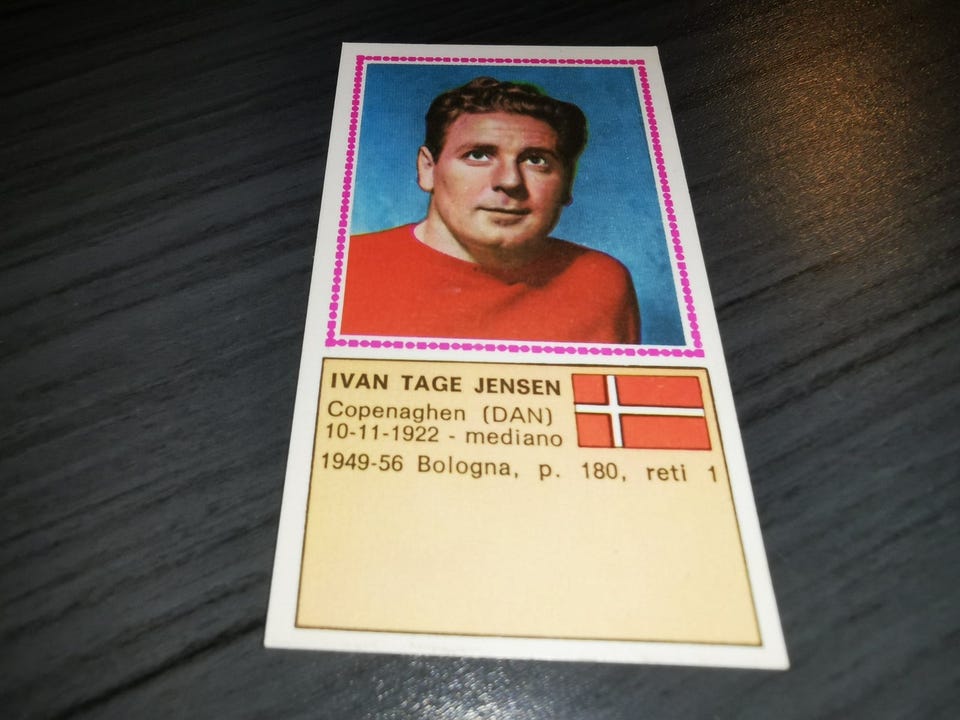 IVAN TAGE JENSEN
Copenaghen (DAN)
10-11-1922 - mediano
1949-56 Bologna, p. 180, reti 1